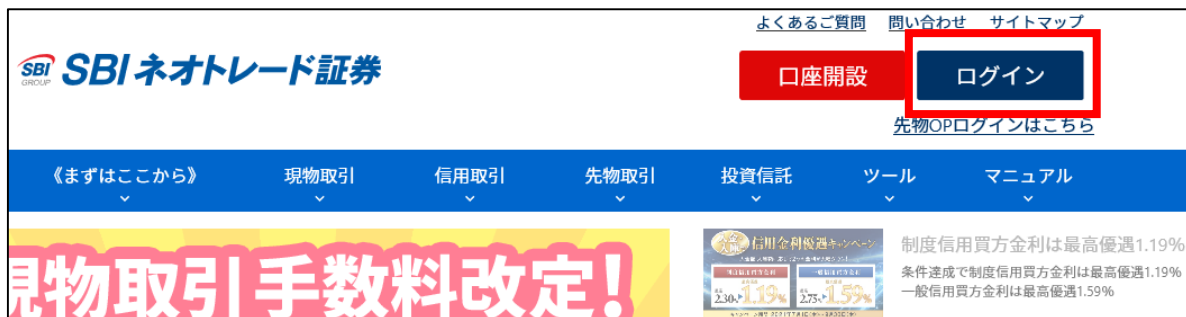 よくあるご質問 問い合わせ サイトマップ
SBI GROUP SBI ネオトレード証券
口座開設 ログイン
先物OPログインはこちら
《まずはここから》 現物取引 信用取引 先物取引 投資信託 ツール マニュアル
現物取引手数料改定!
信用金利優遇キャンペーン
2.30% 1.19% 2.75% 1.59%
制度信用買方金利は最高優遇1.19%
条件達成で制度信用買方金利は最高優遇1.19%
一般信用買方金利は最高優遇1.59%